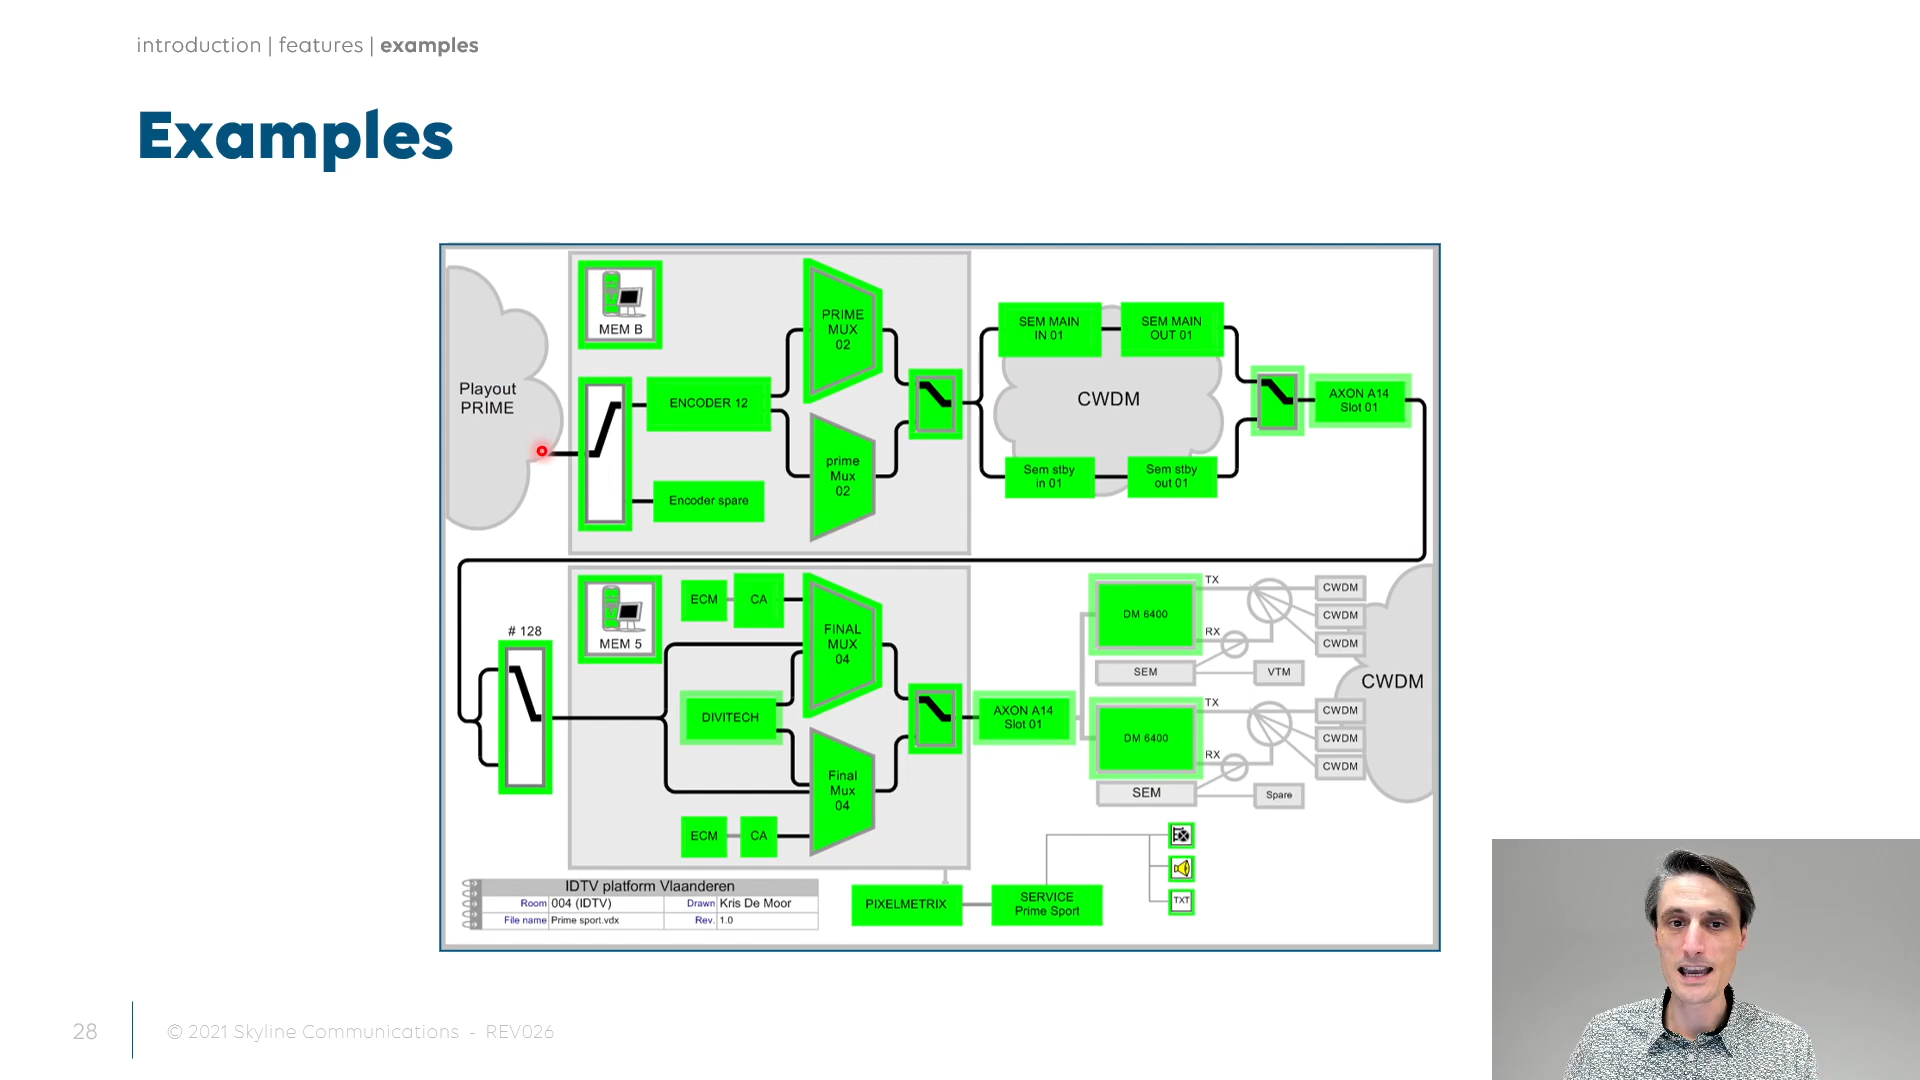 introduction | features | examples
Examples
Playout
PRIME
MEM B
ENCODER 12
Encoder spare
PRIME
MUX
02
prime
Mux
02
SEM MAIN
IN 01
SEM MAIN
OUT 01
CWDM
Sem stby
in 01
Sem stby
out 01
AXON A14
Slot 01
# 128
MEM 5
ECM
CA
FINAL
MUX
04
DIVITECH
Final
Mux
04
ECM
CA
AXON A14
Slot 01
DM 6400
TX
RX
SEM
VTM
CWDM
CWDM
CWDM
DM 6400
TX
RX
SEM
Spare
CWDM
CWDM
CWDM
CWDM
IDTV platform Vlaanderen
Room 004 (IDTV) Drawn Kris De Moor
File name Prime sport.vdx Rev. 1.0
PIXELMETRIX
SERVICE
Prime Sport
TXT
28
© 2021 Skyline Communications - REV026